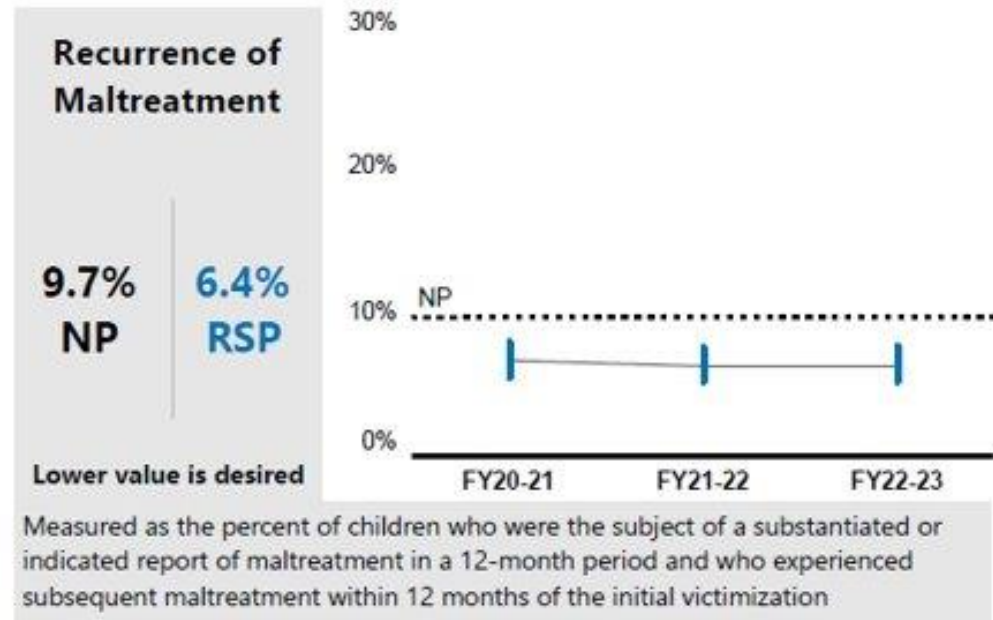 Recurrence of
Maltreatment
9.7%
NP
6.4%
RSP
Lower value is desired
30%
20%
10%
NP
0%
FY20-21
FY21-22
FY22-23
Measured as the percent of children who were the subject of a substantiated or
indicated report of maltreatment in a 12-month period and who experienced
subsequent maltreatment within 12 months of the initial victimization